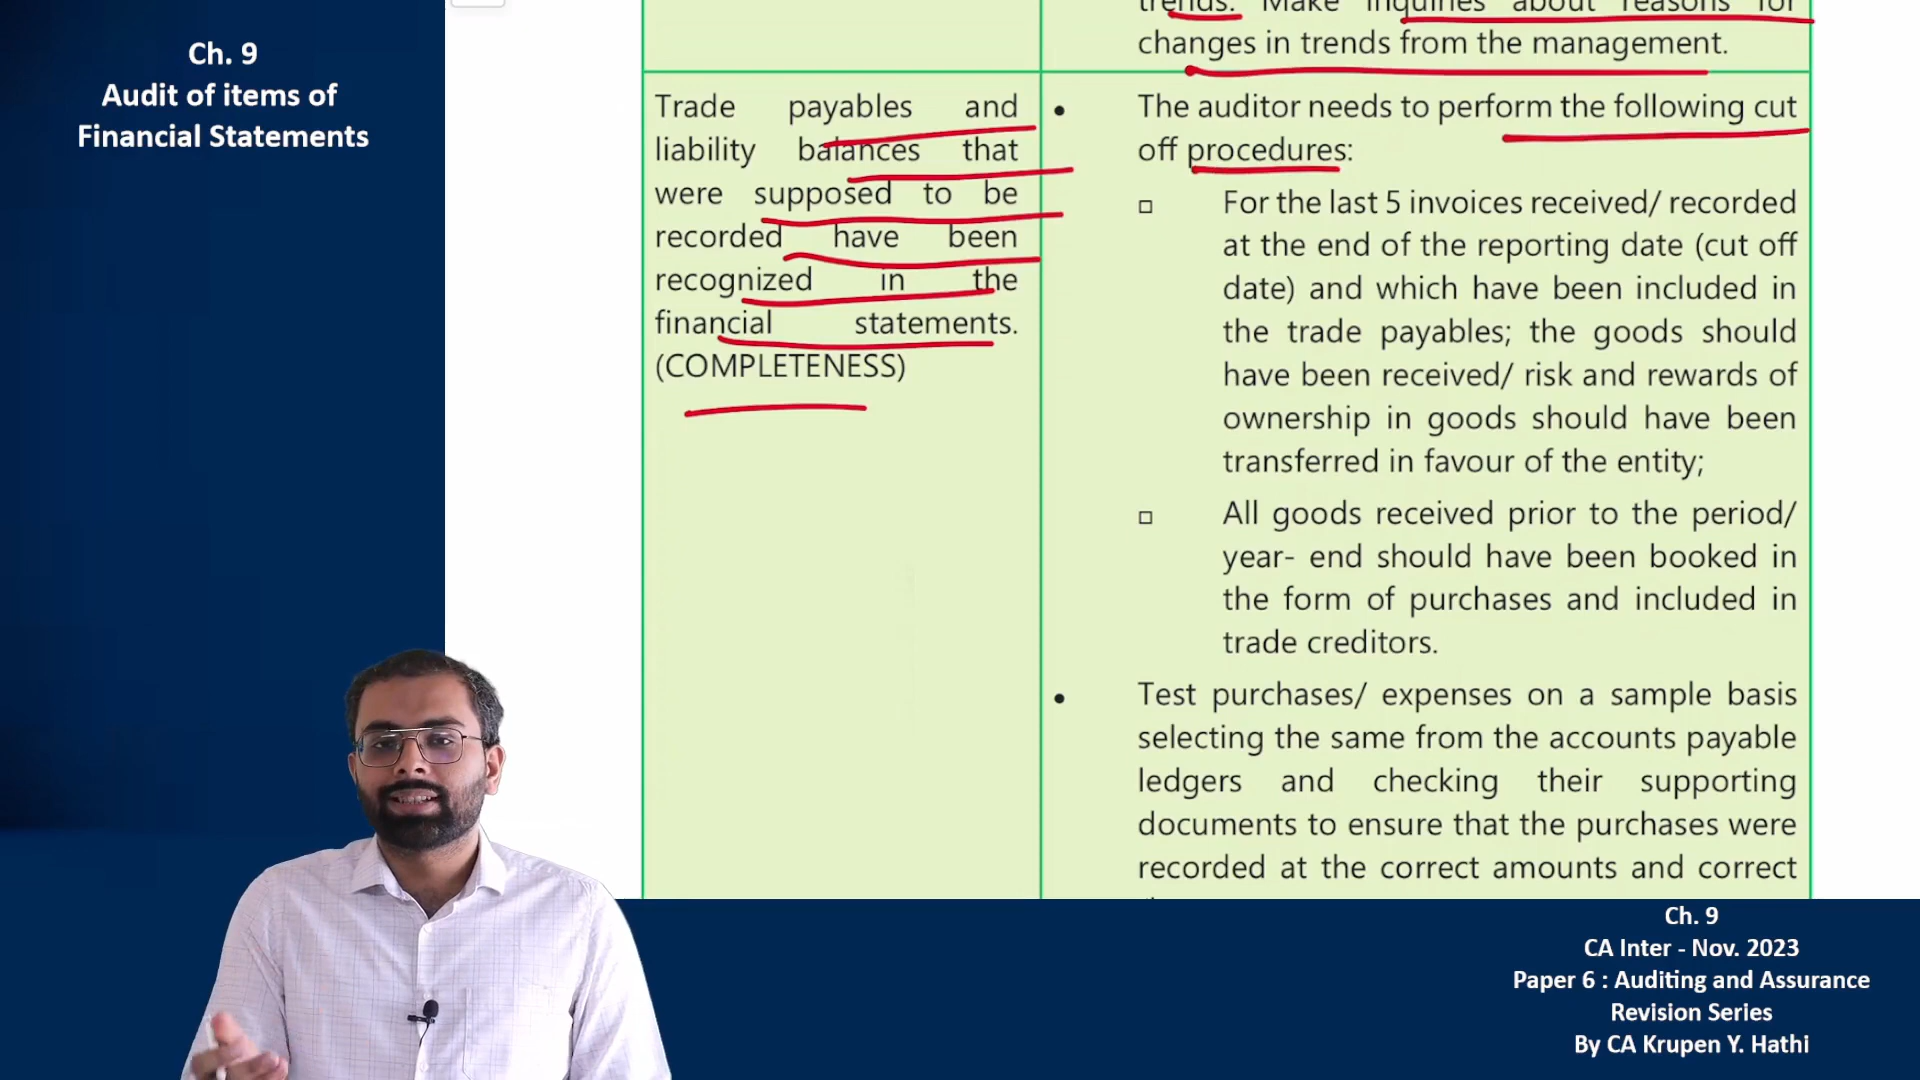 Ch. 9
Audit of items of
Financial Statements
trends. Make inquiries about reasons for
changes in trends from the management.
Trade payables and
liability balances that
were supposed to be
recorded have been
recognized in the
financial statements.
(COMPLETENESS)
• The auditor needs to perform the following cut
off procedures:
□ For the last 5 invoices received/ recorded
at the end of the reporting date (cut off
date) and which have been included in
the trade payables; the goods should
have been received/ risk and rewards of
ownership in goods should have been
transferred in favour of the entity;
□ All goods received prior to the period/
year- end should have been booked in
the form of purchases and included in
trade creditors.
• Test purchases/ expenses on a sample basis
selecting the same from the accounts payable
ledgers and checking their supporting
documents to ensure that the purchases were
recorded at the correct amounts and correct
Ch. 9
CA Inter - Nov. 2023
Paper 6 : Auditing and Assurance
Revision Series
By CA Krupen Y. Hathi